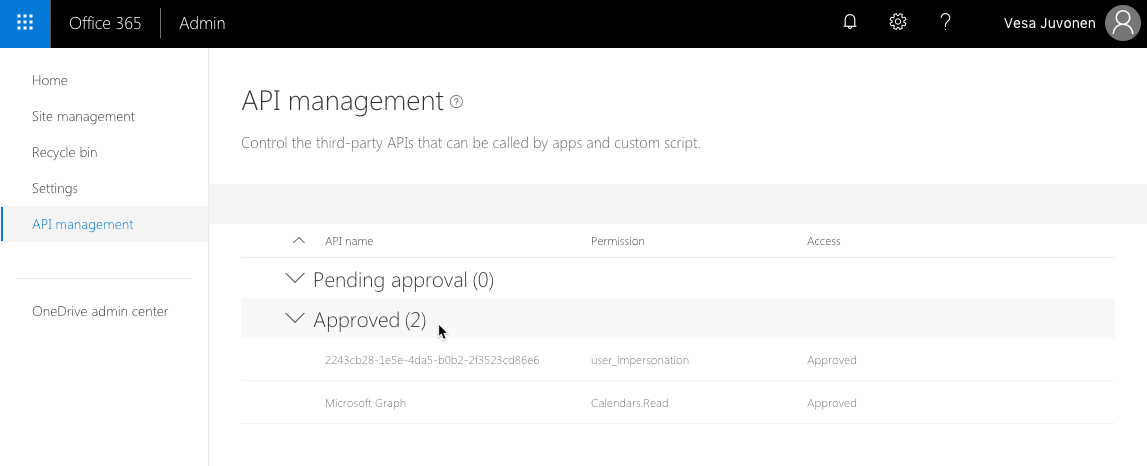 Office 365 Admin Vesa Juvonen
Home
Site management
Recycle bin
Settings
API management
OneDrive admin center
API management
Control the third-party APIs that can be called by apps and custom script.
API name Permission Access
Pending approval (0)
Approved (2)
2243cb28-1e5e-4da5-b0b2-2f3523cd86e6 user_impersonation Approved
Microsoft Graph Calendars.Read Approved